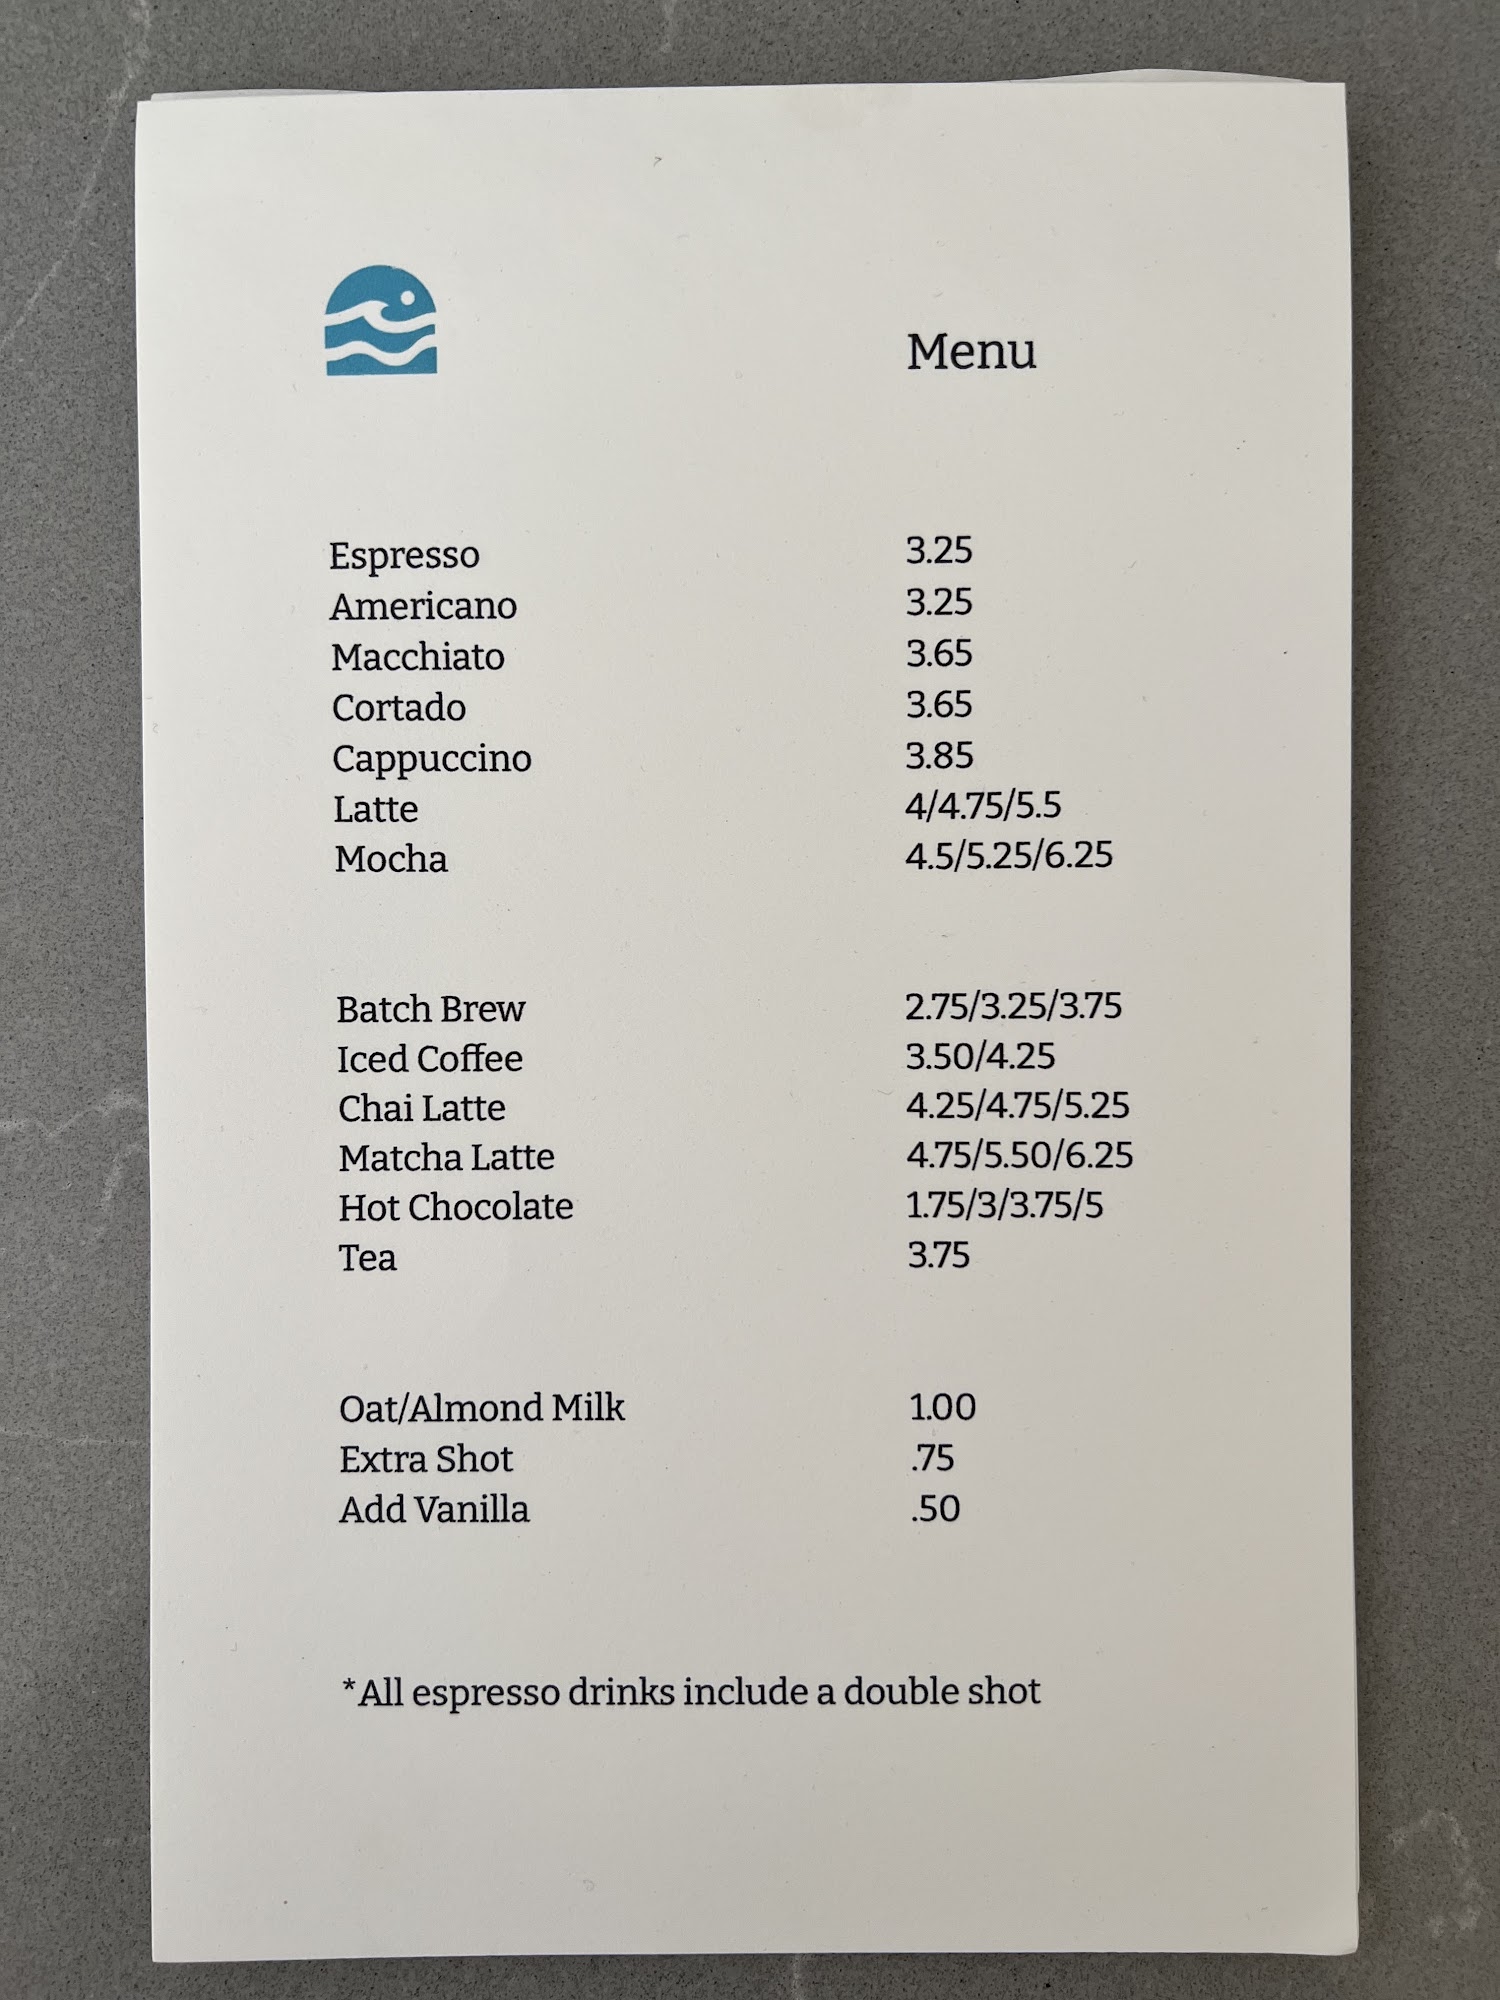 Menu
Espresso 3.25
Americano 3.25
Macchiato 3.65
Cortado 3.65
Cappuccino 3.85
Latte 4/4.75/5.5
Mocha 4.5/5.25/6.25
Batch Brew 2.75/3.25/3.75
Iced Coffee 3.50/4.25
Chai Latte 4.25/4.75/5.25
Matcha Latte 4.75/5.50/6.25
Hot Chocolate 1.75/3/3.75/5
Tea 3.75
Oat/Almond Milk 1.00
Extra Shot .75
Add Vanilla .50
*All espresso drinks include a double shot